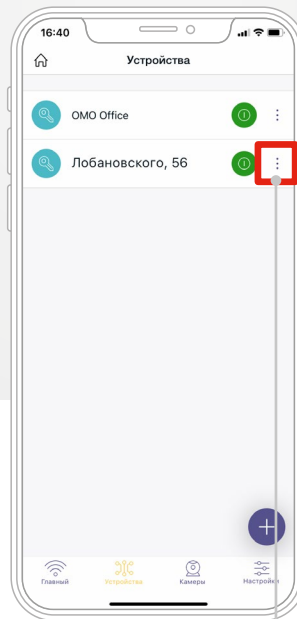 16:40
Устройства
OMO Office
Лобановского, 56
Главный
Устройства
Камеры
Настройки